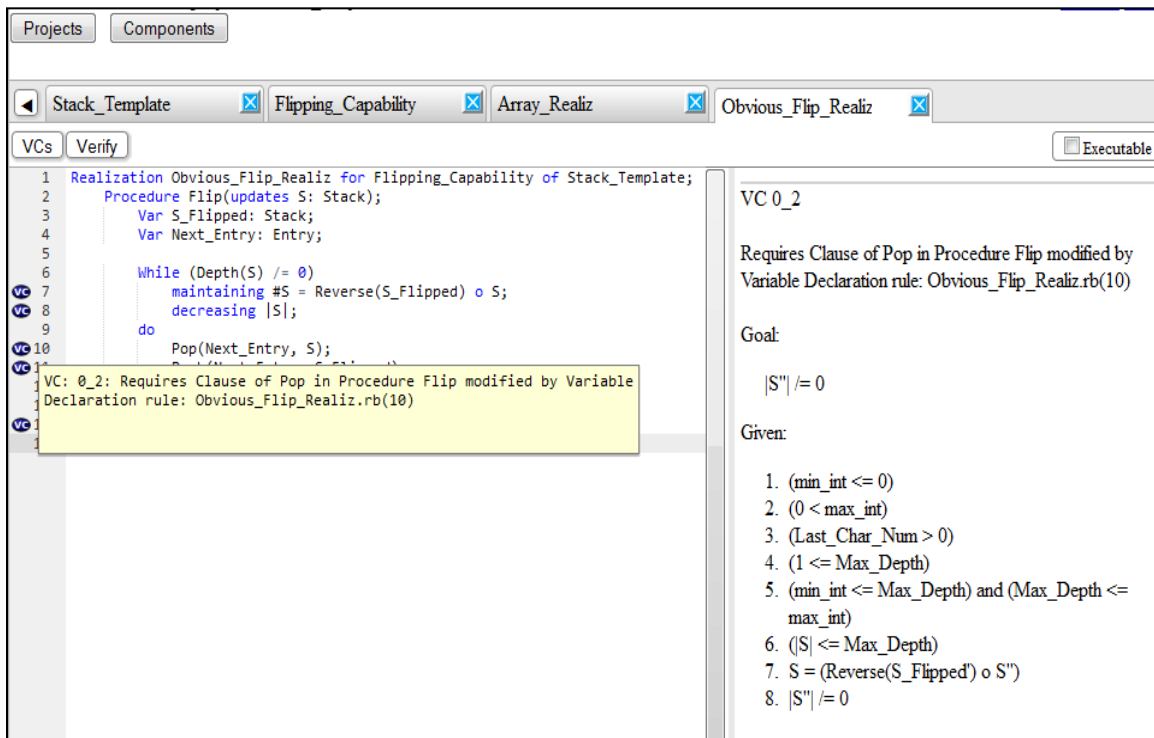 Projects Components
Stack_Template Flipping_Capability Array_Realiz Obvious_Flip_Realiz
VCs Verify Executable
1 Realization Obvious_Flip_Realiz for Flipping_Capability of Stack_Template;
2 Procedure Flip(updates S: Stack);
3 Var S_Flipped: Stack;
4 Var Next_Entry: Entry;
5
6 While (Depth(S) /= 0)
VC 7 maintaining #S = Reverse(S_Flipped) o S;
VC 8 decreasing |S|;
9 do
VC 10 Pop(Next_Entry, S);
VC
VC: 0_2: Requires Clause of Pop in Procedure Flip modified by Variable
Declaration rule: Obvious_Flip_Realiz.rb(10)
VC
VC 0_2
Requires Clause of Pop in Procedure Flip modified by
Variable Declaration rule: Obvious_Flip_Realiz.rb(10)
Goal:
|S''| /= 0
Given:
1. (min_int <= 0)
2. (0 < max_int)
3. (Last_Char_Num > 0)
4. (1 <= Max_Depth)
5. (min_int <= Max_Depth) and (Max_Depth <=
max_int)
6. (|S| <= Max_Depth)
7. S = (Reverse(S_Flipped') o S'')
8. |S''| /= 0